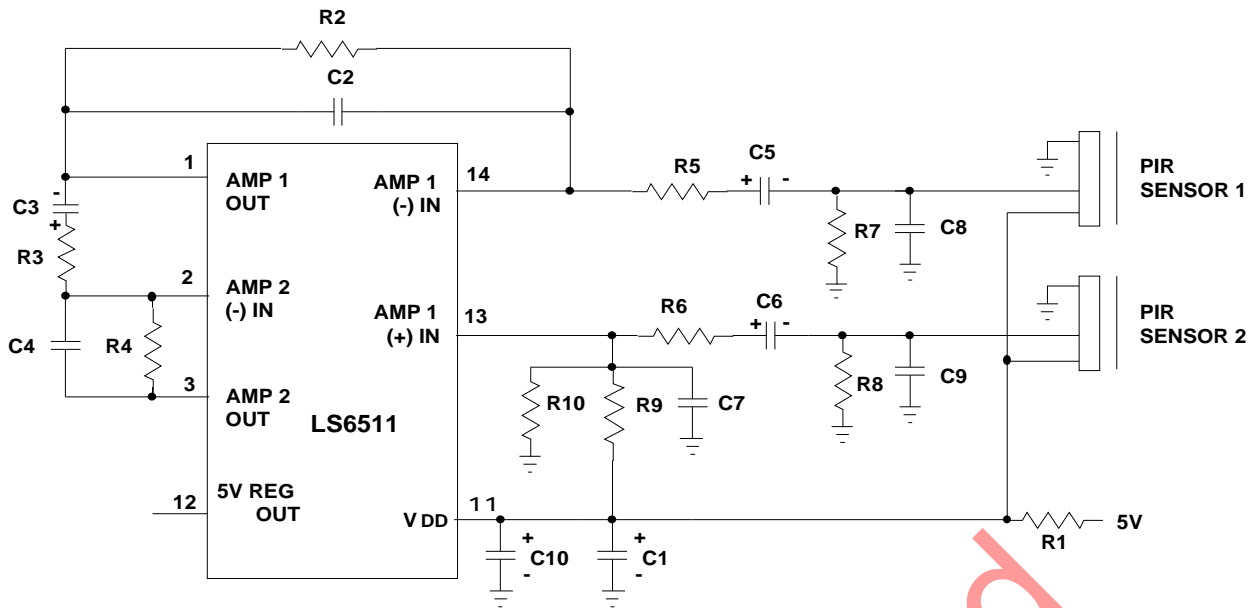 R2
C2
1
AMP 1
OUT
AMP 1
(-) IN
14
R5
C5
+
-
R7
C8
PIR
SENSOR 1
-
C3
+
R3
2
AMP 2
(-) IN
AMP 1
(+) IN
13
R6
C6
+
-
R8
C9
PIR
SENSOR 2
C4
R4
3
AMP 2
OUT
LS6511
R10
R9
C7
12
5V REG
OUT
V DD
11
+
C10
-
+
C1
-
R1
5V
d